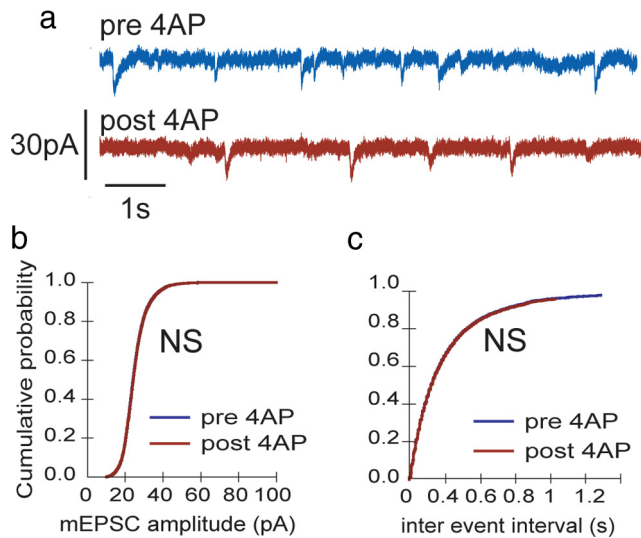 a
pre 4AP
post 4AP
30pA
1s
b
Cumulative probability
1.0
0.8
0.6
0.4
0.2
0.0
NS
pre 4AP
post 4AP
0 20 40 60 80 100
mEPSC amplitude (pA)
c
1.0
0.8
0.6
0.4
0.2
0.0
NS
pre 4AP
post 4AP
0 0.4 0.6 0.8 1 1.2
inter event interval (s)